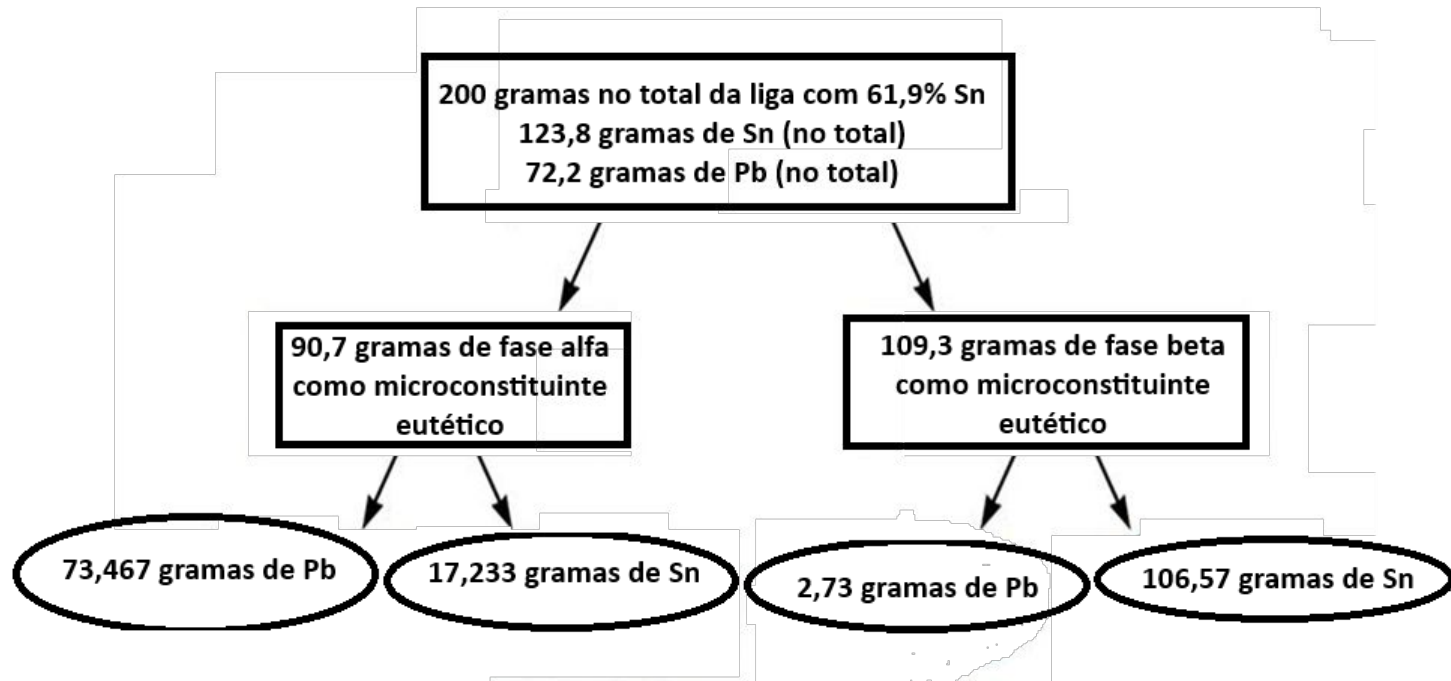 200 gramas no total da liga com 61,9% Sn
123,8 gramas de Sn (no total)
72,2 gramas de Pb (no total)
90,7 gramas de fase alfa
como microconstituinte
eutético
109,3 gramas de fase beta
como microconstituinte
eutético
73,467 gramas de Pb
17,233 gramas de Sn
2,73 gramas de Pb
106,57 gramas de Sn